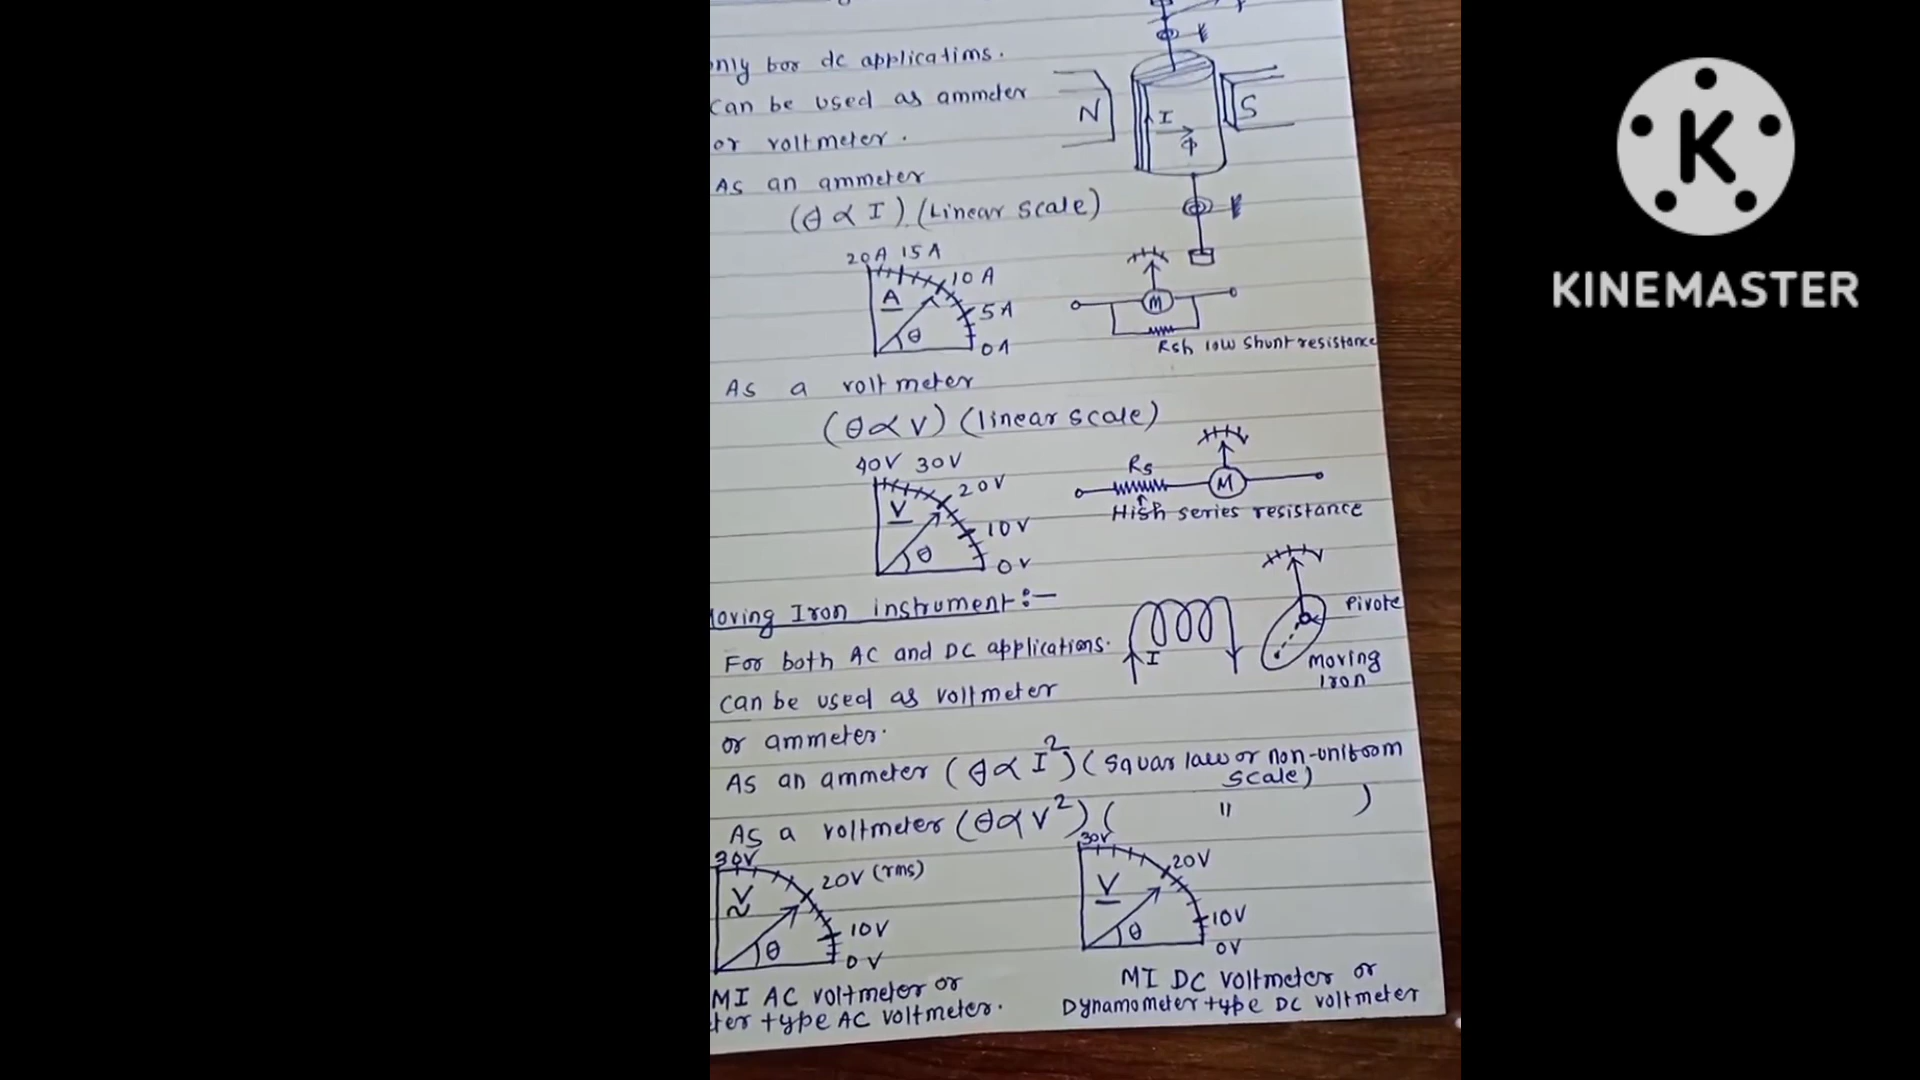 only bor dc applications.
can be used as ammeter
or voltmeter.
N
I
Φ
S
As an ammeter
(θ ∝ I) (Linear scale)
20A 15A
10A
A
5A
θ
0A
M
Rsh low shunt resistance
As a voltmeter
(θ ∝ V) (linear scale)
40V 30V
20V
V
10V
θ
0V
Rs
M
High series resistance
Moving Iron instrument:-
I
Pivote
Moving
Iron
For both AC and DC applications.
can be used as voltmeter
or ammeter.
As an ammeter (θ ∝ I²) (squar law or non-uniform
scale)
As a voltmeter (θ ∝ V²) ( " )
30V
20V (rms)
V
~
10V
θ
0V
30V
20V
V
10V
θ
0V
MI AC voltmeter or
ter type AC voltmeter.
MI DC voltmeter or
Dynamometer type DC voltmeter
K
KINEMASTER